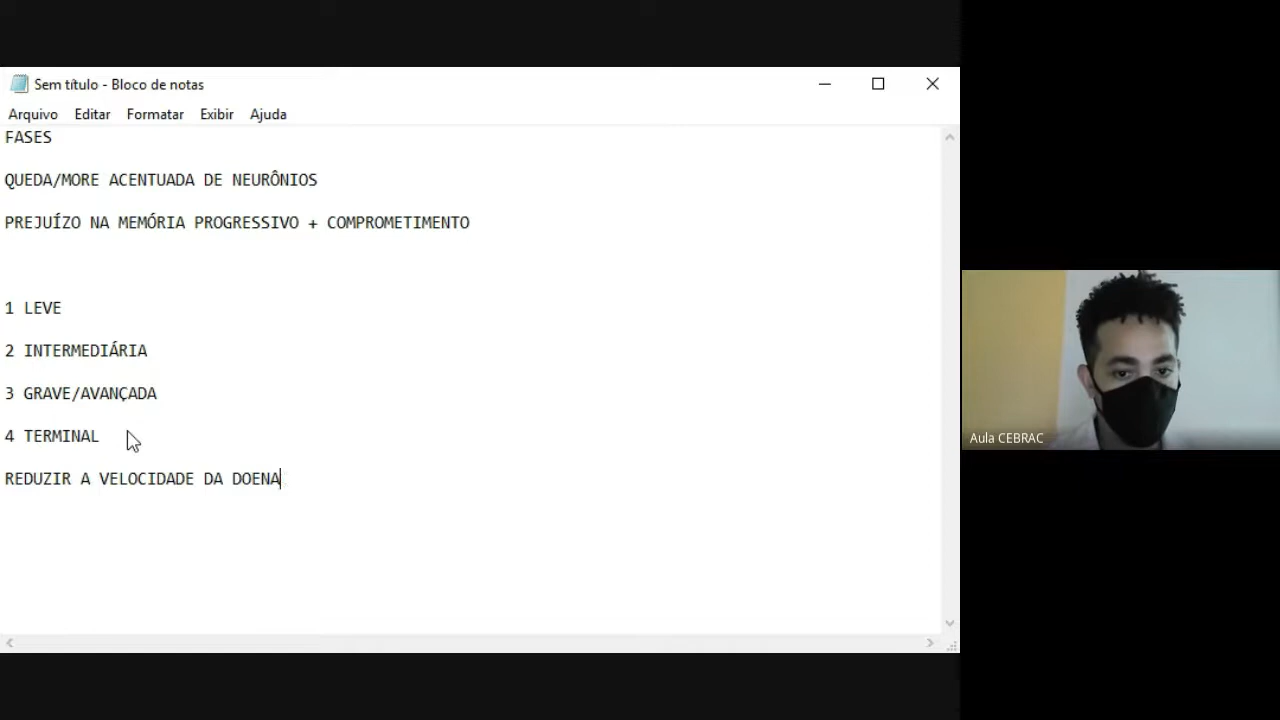 Sem título - Bloco de notas
Arquivo Editar Formatar Exibir Ajuda
FASES
QUEDA/MORE ACENTUADA DE NEURÔNIOS
PREJUÍZO NA MEMÓRIA PROGRESSIVO + COMPROMETIMENTO
1 LEVE
2 INTERMEDIÁRIA
3 GRAVE/AVANÇADA
4 TERMINAL
REDUZIR A VELOCIDADE DA DOENA
Aula CEBRAC